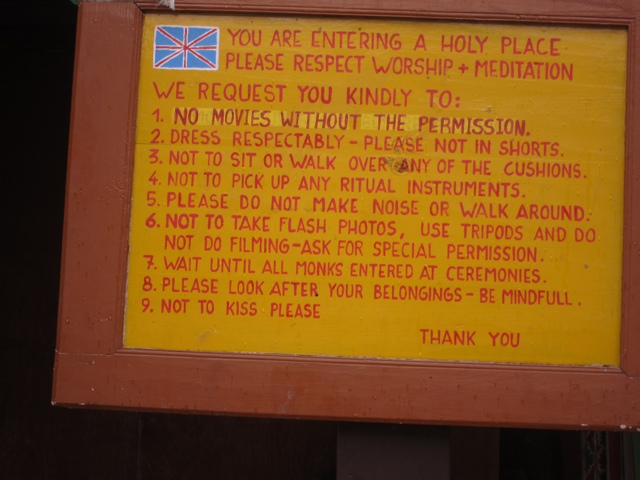 YOU ARE ENTERING A HOLY PLACE
PLEASE RESPECT WORSHIP + MEDITATION
WE REQUEST YOU KINDLY TO:
1. NO MOVIES WITHOUT THE PERMISSION.
2. DRESS RESPECTABLY - PLEASE NOT IN SHORTS.
3. NOT TO SIT OR WALK OVER ANY OF THE CUSHIONS.
4. NOT TO PICK UP ANY RITUAL INSTRUMENTS.
5. PLEASE DO NOT MAKE NOISE OR WALK AROUND.
6. NOT TO TAKE FLASH PHOTOS, USE TRIPODS AND DO
NOT DO FILMING-ASK FOR SPECIAL PERMISSION.
7. WAIT UNTIL ALL MONKS ENTERED AT CEREMONIES.
8. PLEASE LOOK AFTER YOUR BELONGINGS - BE MINDFULL.
9. NOT TO KISS PLEASE
THANK YOU